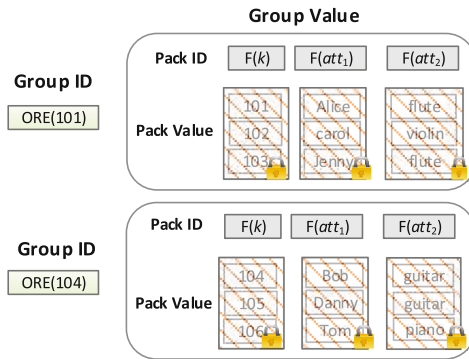 Group Value
Pack ID F(k) F(att₁) F(att₂)
Group ID
ORE(101)
Pack Value
101 Alice flute
102 carol violin
103 Jenny flute
Pack ID F(k) F(att₁) F(att₂)
Group ID
ORE(104)
Pack Value
104 Bob guitar
105 Danny guitar
106 Tom piano